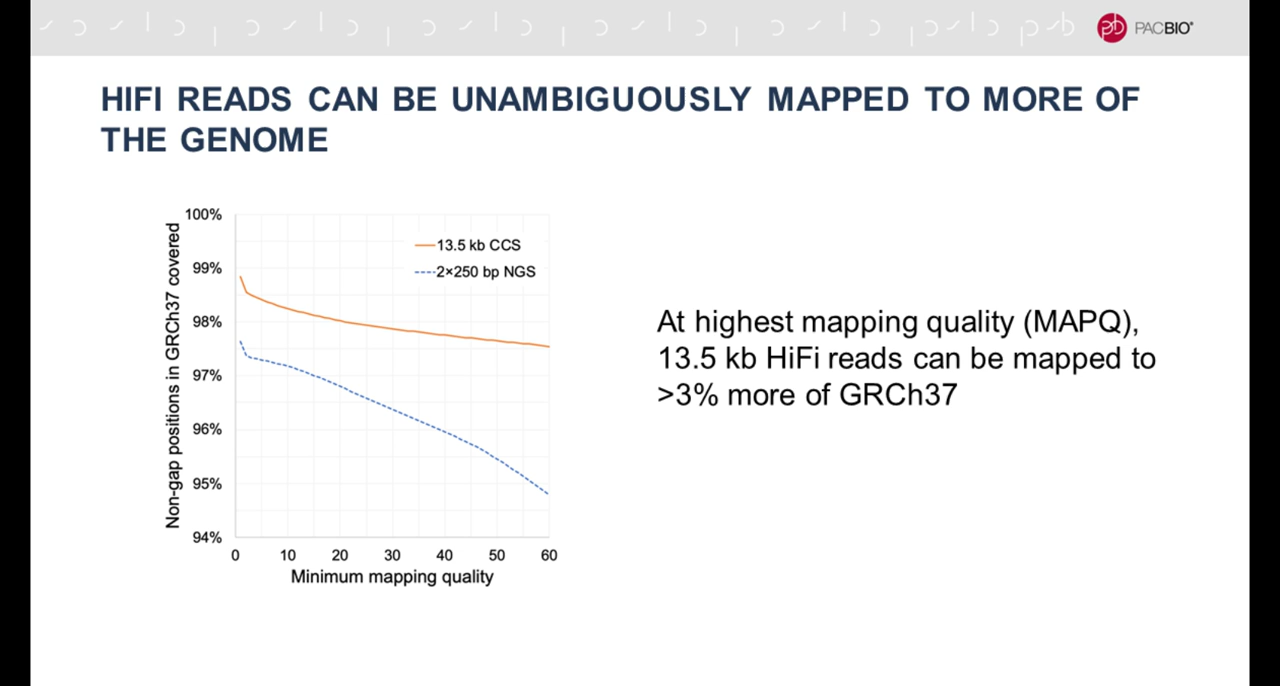 PACBIO®
HIFI READS CAN BE UNAMBIGUOUSLY MAPPED TO MORE OF
THE GENOME
Non-gap positions in GRCh37 covered
100%
99%
98%
97%
96%
95%
94%
13.5 kb CCS
2×250 bp NGS
0 10 20 30 40 50 60
Minimum mapping quality
At highest mapping quality (MAPQ),
13.5 kb HiFi reads can be mapped to
>3% more of GRCh37